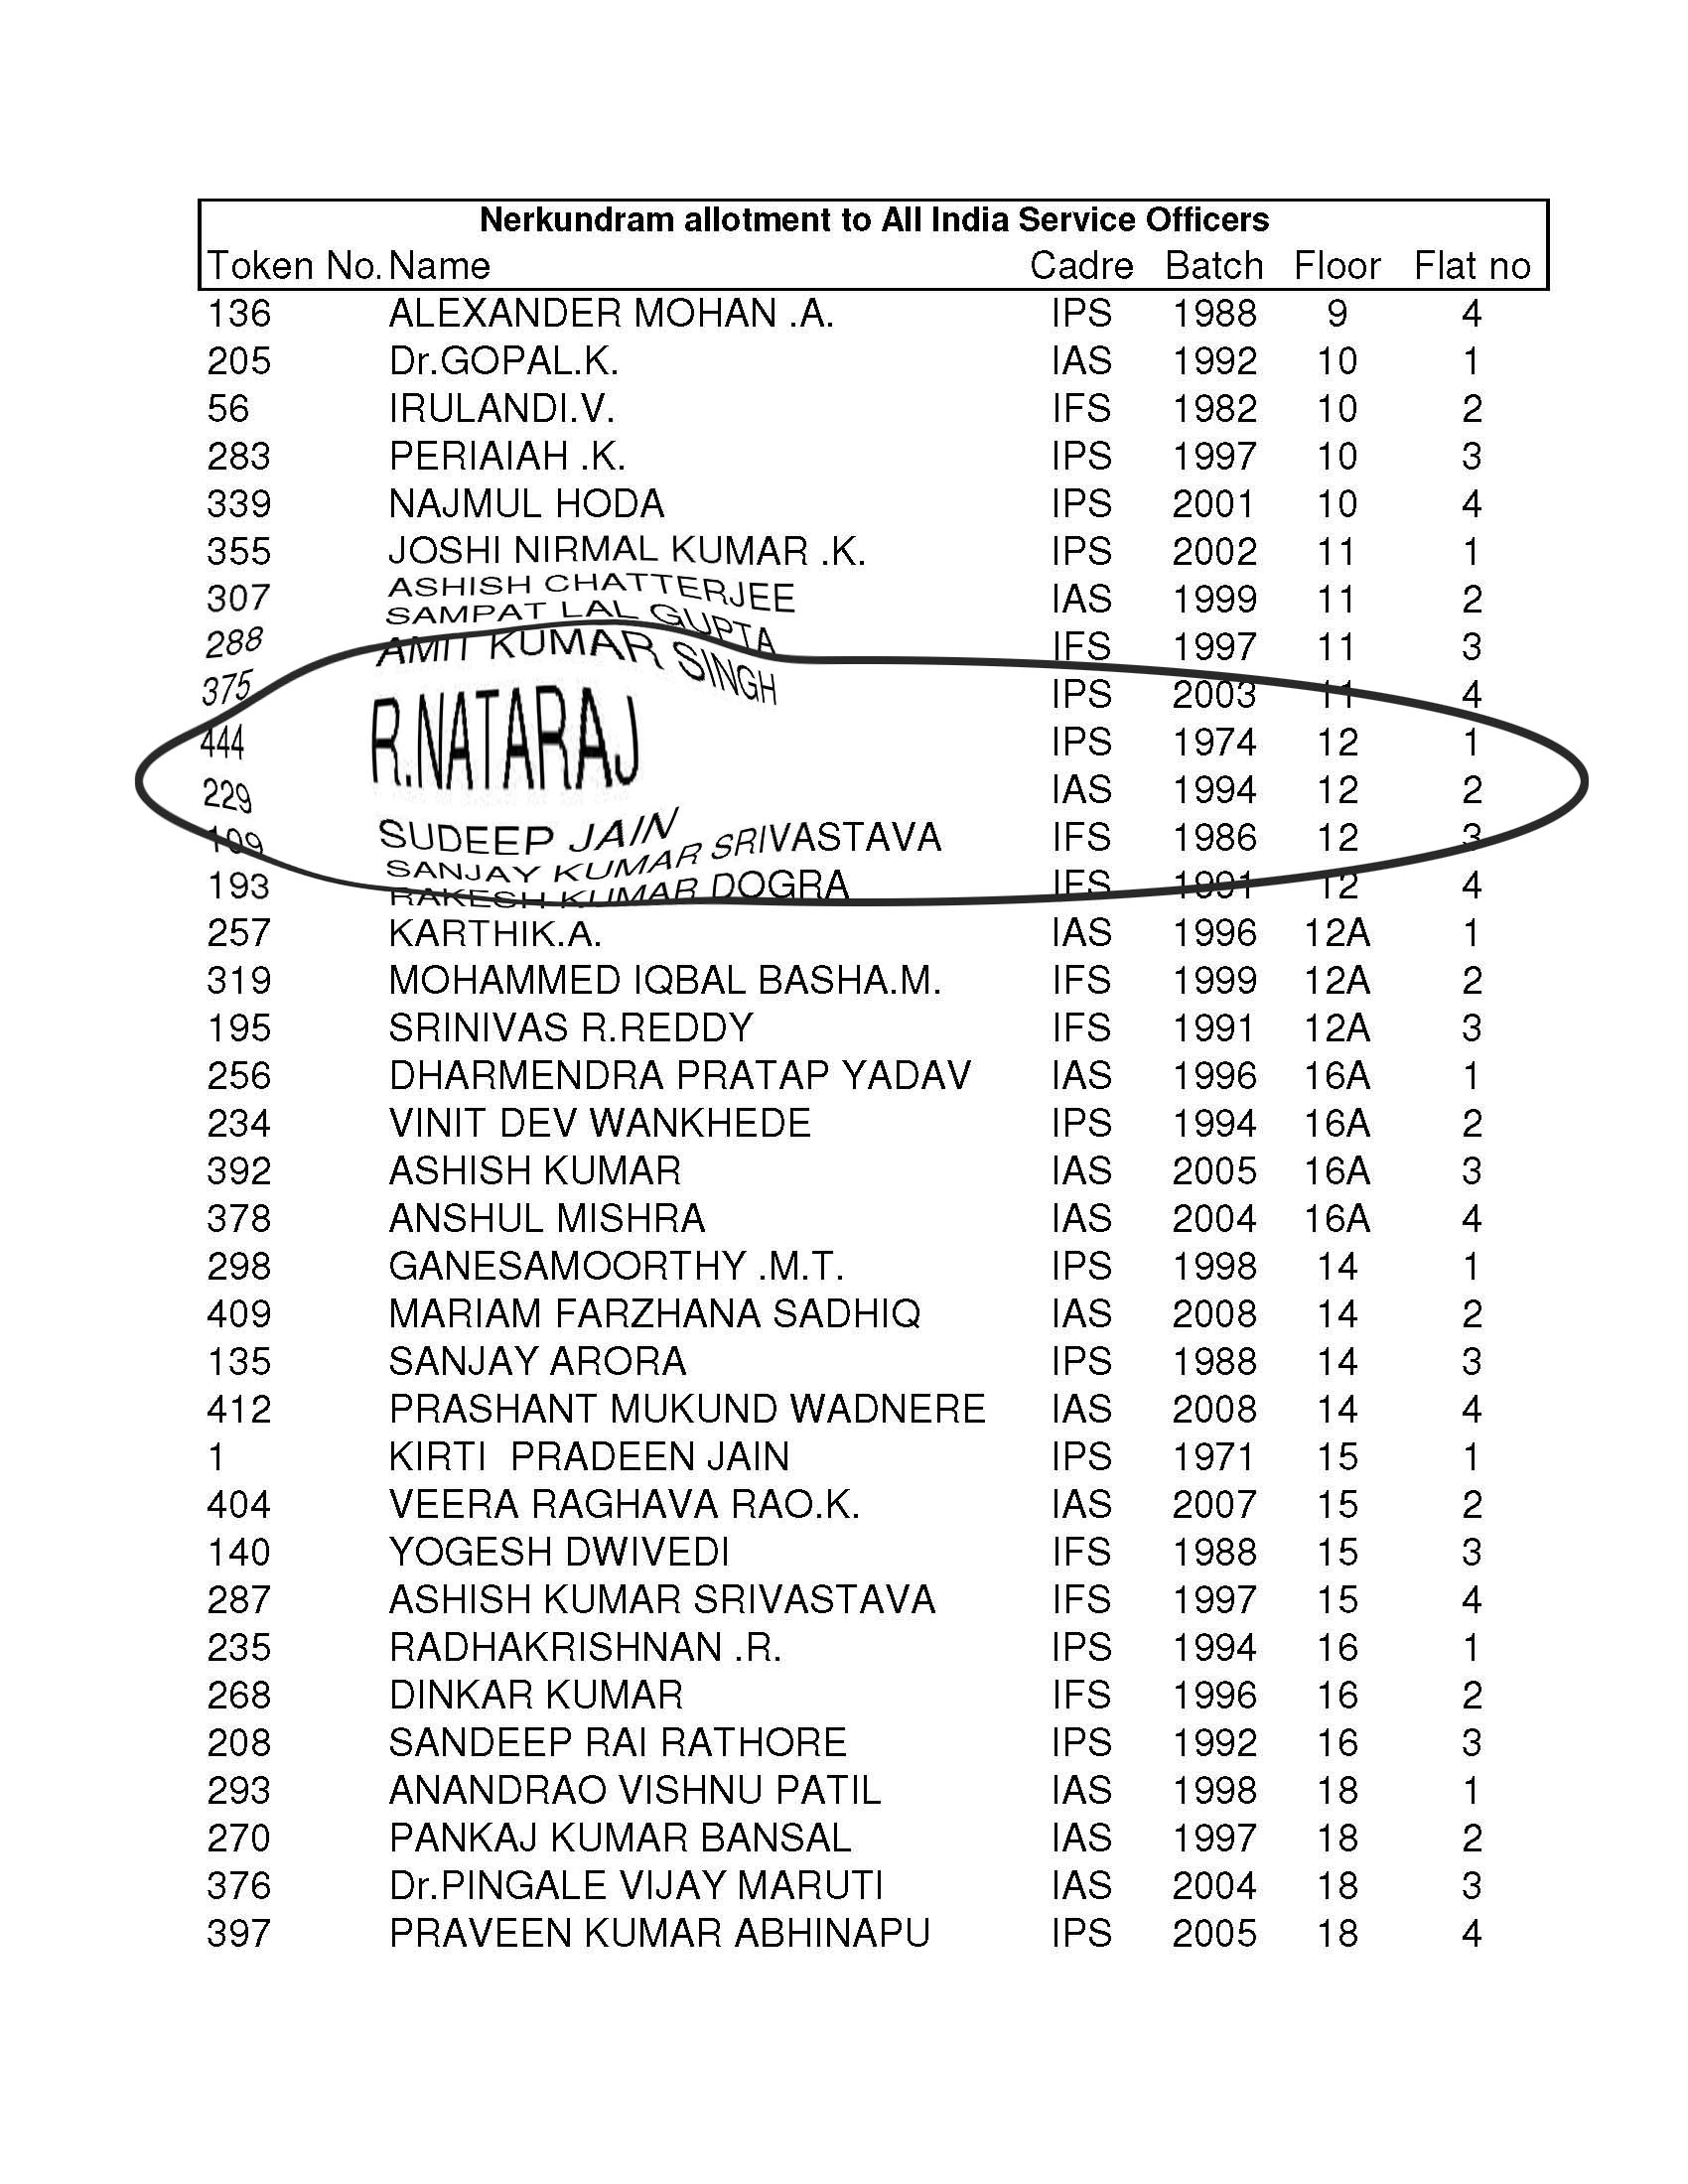 Nerkundram allotment to All India Service Officers
Token No. Name Cadre Batch Floor Flat no
136 ALEXANDER MOHAN .A. IPS 1988 9 4
205 Dr.GOPAL.K. IAS 1992 10 1
56 IRULANDI.V. IFS 1982 10 2
283 PERIAIAH .K. IPS 1997 10 3
339 NAJMUL HODA IPS 2001 10 4
355 JOSHI NIRMAL KUMAR .K. IPS 2002 11 1
307 ASHISH CHATTERJEE IAS 1999 11 2
288 SAMPAT LAL GUPTA IFS 1997 11 3
375 AMIT KUMAR SINGH IPS 2003 11 4
444 R.NATARAJ IPS 1974 12 1
229 SUDEEP JAIN IAS 1994 12 2
109 SANJAY KUMAR SRIVASTAVA IFS 1986 12 3
193 RAKESH KUMAR DOGRA IFS 1991 12 4
257 KARTHIK.A. IAS 1996 12A 1
319 MOHAMMED IQBAL BASHA.M. IFS 1999 12A 2
195 SRINIVAS R.REDDY IFS 1991 12A 3
256 DHARMENDRA PRATAP YADAV IAS 1996 16A 1
234 VINIT DEV WANKHEDE IPS 1994 16A 2
392 ASHISH KUMAR IAS 2005 16A 3
378 ANSHUL MISHRA IAS 2004 16A 4
298 GANESAMOORTHY .M.T. IPS 1998 14 1
409 MARIAM FARZHANA SADHIQ IAS 2008 14 2
135 SANJAY ARORA IPS 1988 14 3
412 PRASHANT MUKUND WADNERE IAS 2008 14 4
1 KIRTI PRADEEN JAIN IPS 1971 15 1
404 VEERA RAGHAVA RAO.K. IAS 2007 15 2
140 YOGESH DWIVEDI IFS 1988 15 3
287 ASHISH KUMAR SRIVASTAVA IFS 1997 15 4
235 RADHAKRISHNAN .R. IPS 1994 16 1
268 DINKAR KUMAR IFS 1996 16 2
208 SANDEEP RAI RATHORE IPS 1992 16 3
293 ANANDRAO VISHNU PATIL IAS 1998 18 1
270 PANKAJ KUMAR BANSAL IAS 1997 18 2
376 Dr.PINGALE VIJAY MARUTI IAS 2004 18 3
397 PRAVEEN KUMAR ABHINAPU IPS 2005 18 4